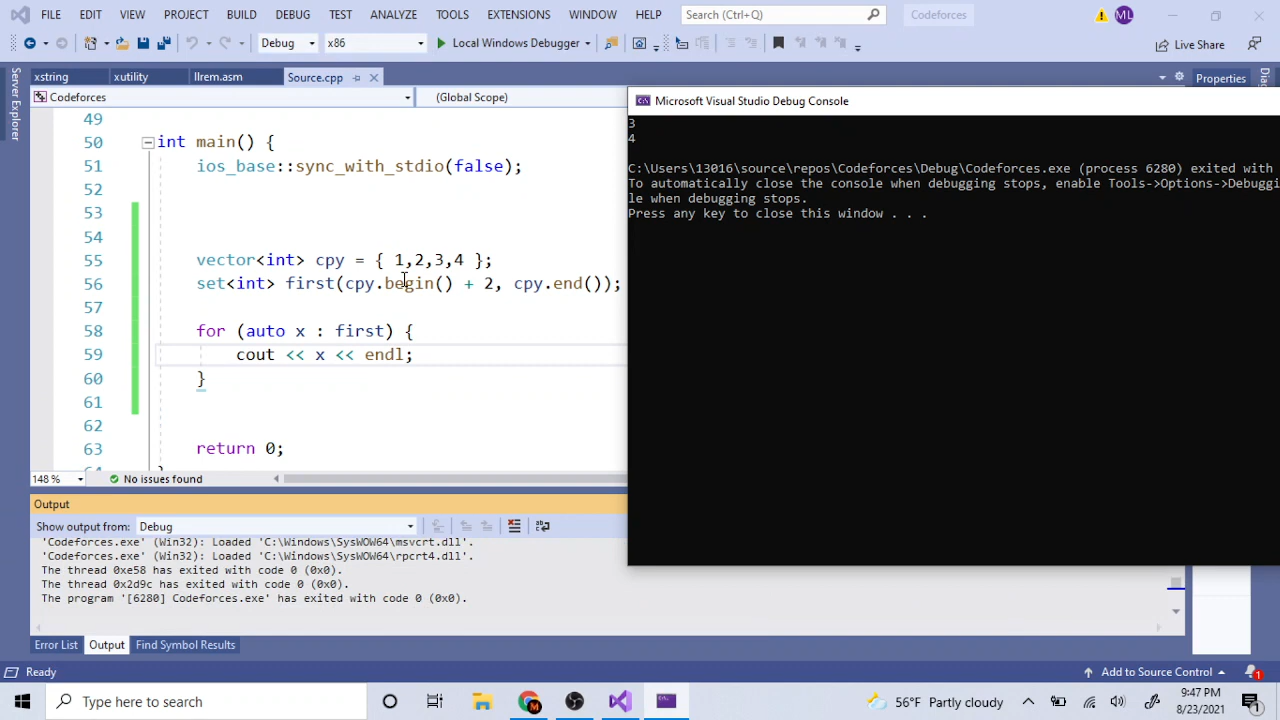 FILE EDIT VIEW PROJECT BUILD DEBUG TEST ANALYZE TOOLS EXTENSIONS WINDOW HELP Search (Ctrl+Q) Codeforces ML
Debug x86 Local Windows Debugger Live Share
xstring xutility llrem.asm Source.cpp Properties
Server Explorer
Codeforces (Global Scope)
Microsoft Visual Studio Debug Console
49
50 int main() {
51 ios_base::sync_with_stdio(false);
52
53
54
55 vector<int> cpy = { 1,2,3,4 };
56 set<int> first(cpy.begin() + 2, cpy.end());
57
58 for (auto x : first) {
59 cout << x << endl;
60 }
61
62
63 return 0;
3
4
C:\Users\13016\source\repos\Codeforces\Debug\Codeforces.exe (process 6280) exited with
To automatically close the console when debugging stops, enable Tools->Options->Debuggi
le when debugging stops.
Press any key to close this window . . .
148 % No issues found
Output
Show output from: Debug
'Codeforces.exe' (Win32): Loaded 'C:\Windows\SysWOW64\msvcrt.dll'.
'Codeforces.exe' (Win32): Loaded 'C:\Windows\SysWOW64\rpcrt4.dll'.
The thread 0xe58 has exited with code 0 (0x0).
The thread 0x2d9c has exited with code 0 (0x0).
The program '[6280] Codeforces.exe' has exited with code 0 (0x0).
Error List Output Find Symbol Results
Ready Add to Source Control 1
Type here to search 56°F Partly cloudy 9:47 PM
8/23/2021 1